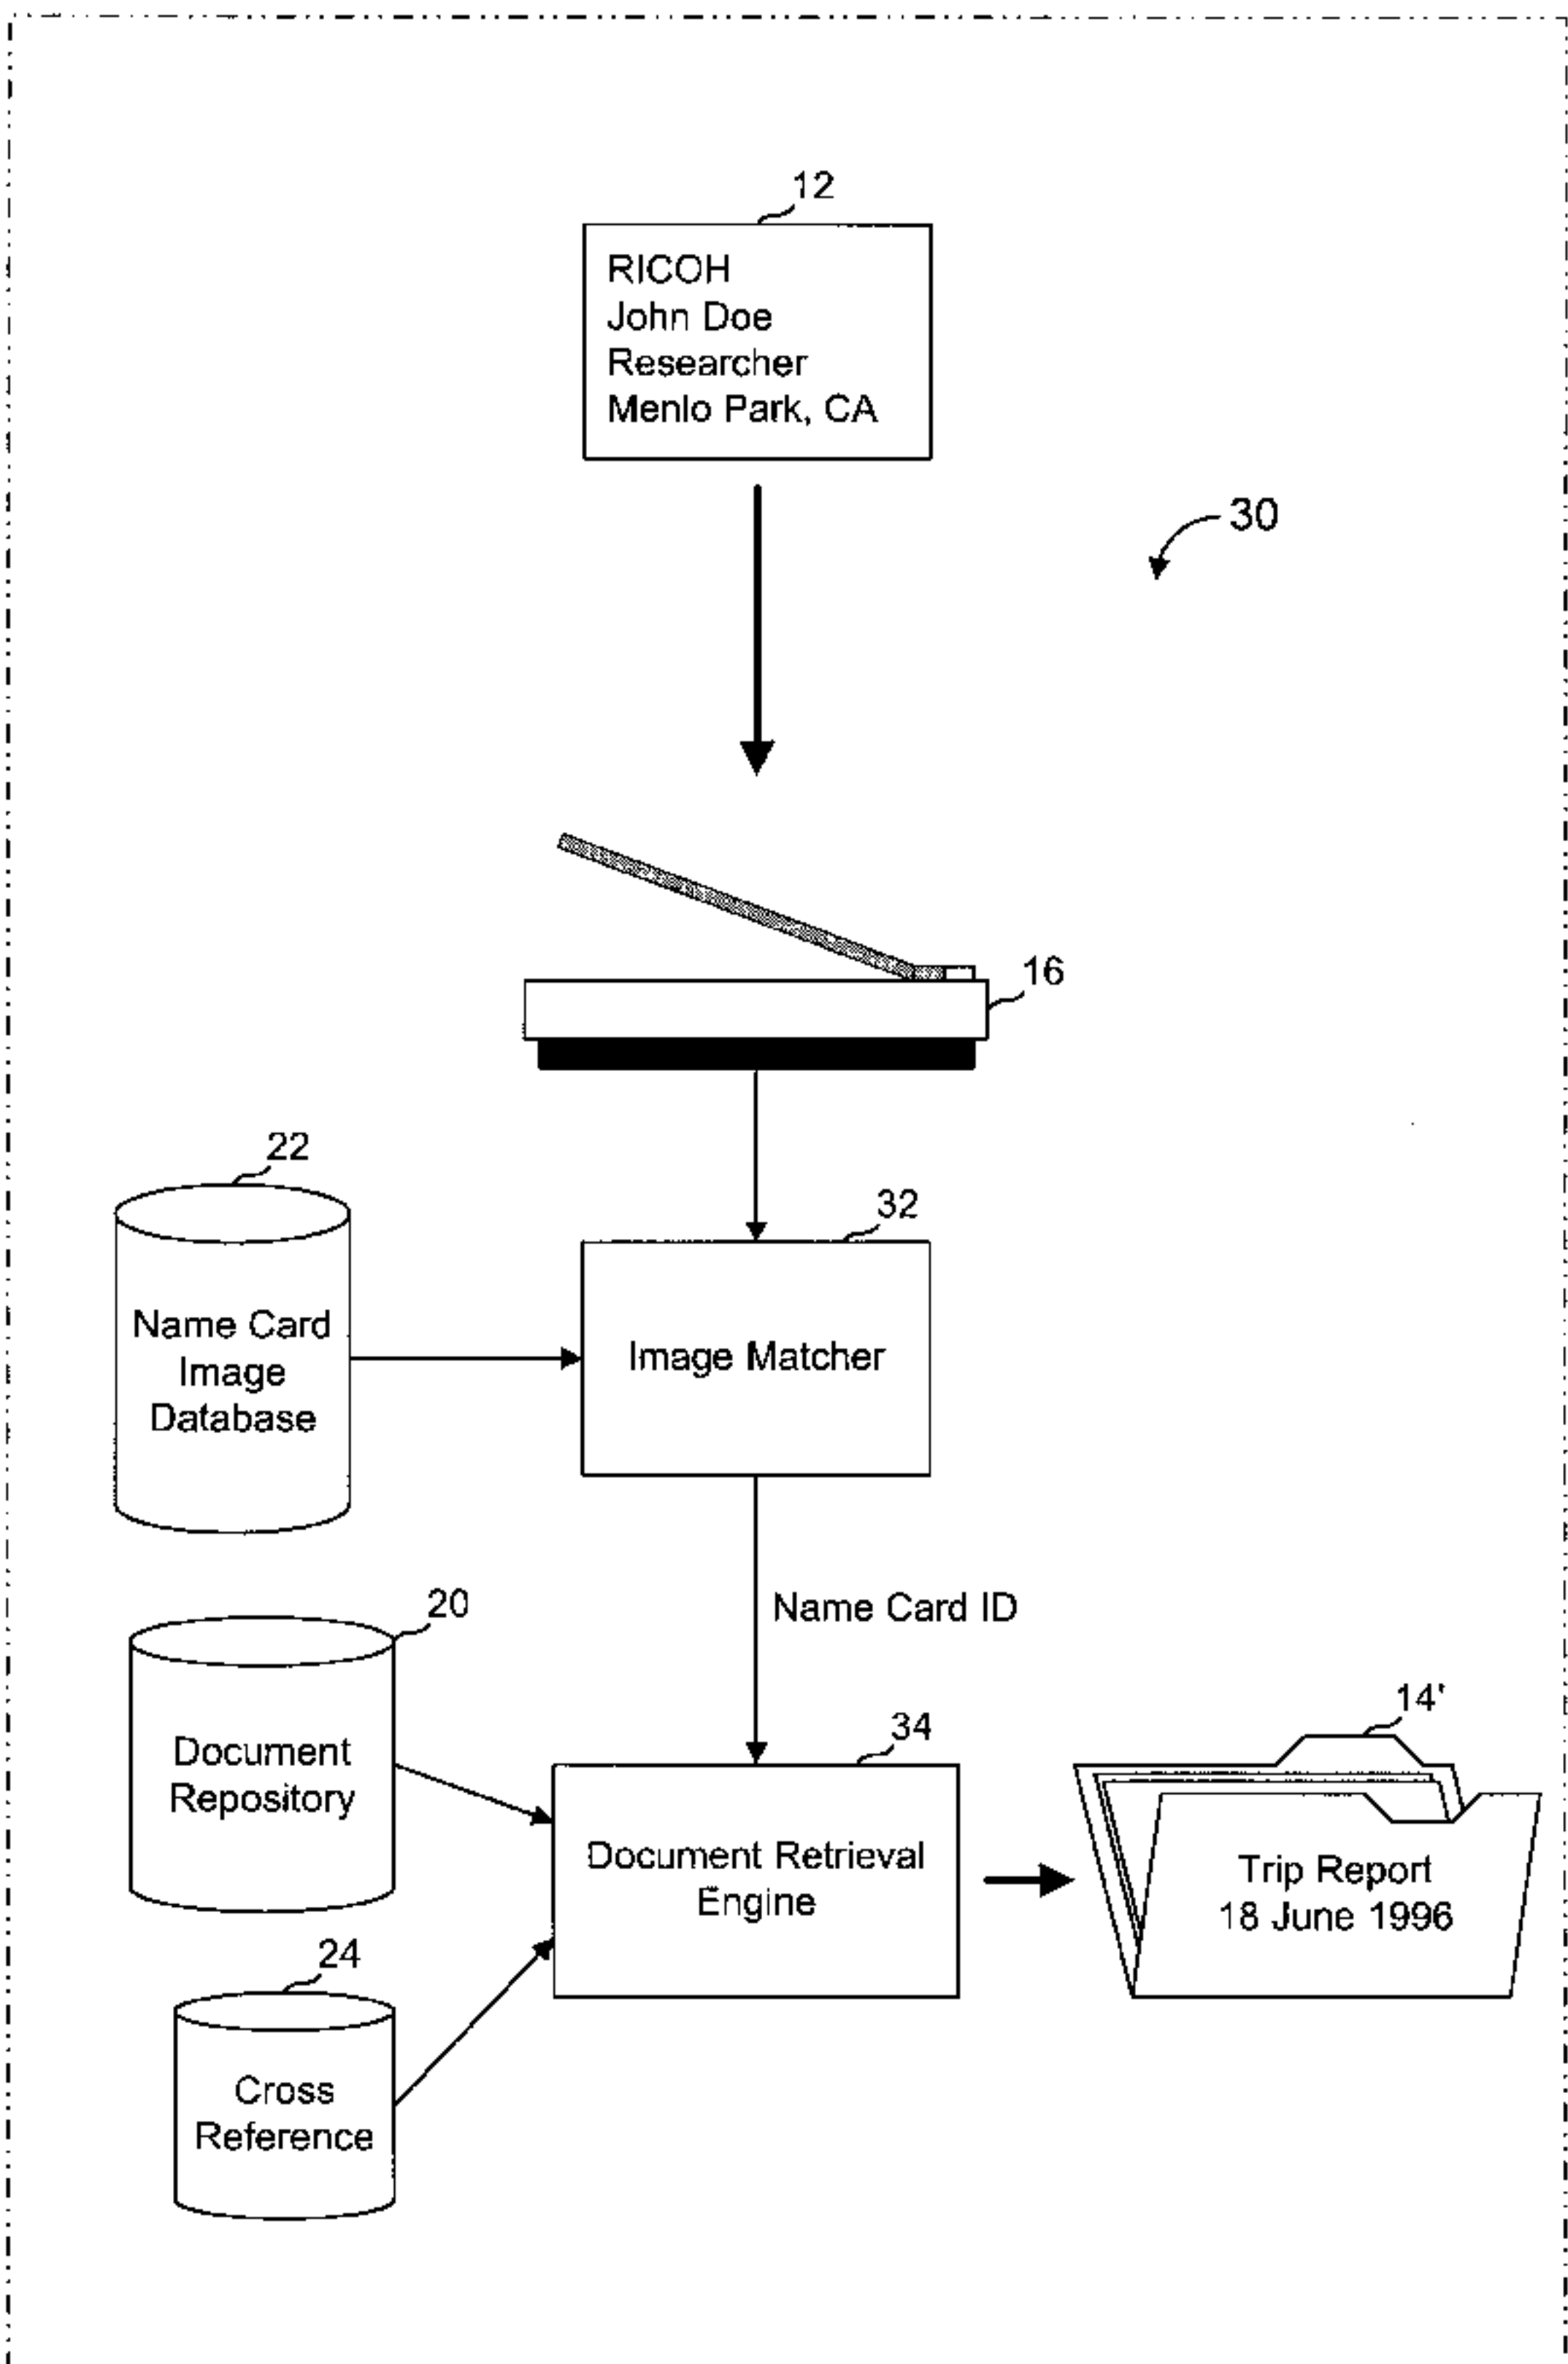 12
RICOH
John Doe
Researcher
Menlo Park, CA
30
16
22
32
Name Card
Image
Database
Image Matcher
20
Name Card ID
Document
Repository
34
14'
Document Retrieval
Engine
Trip Report
18 June 1996
24
Cross
Reference